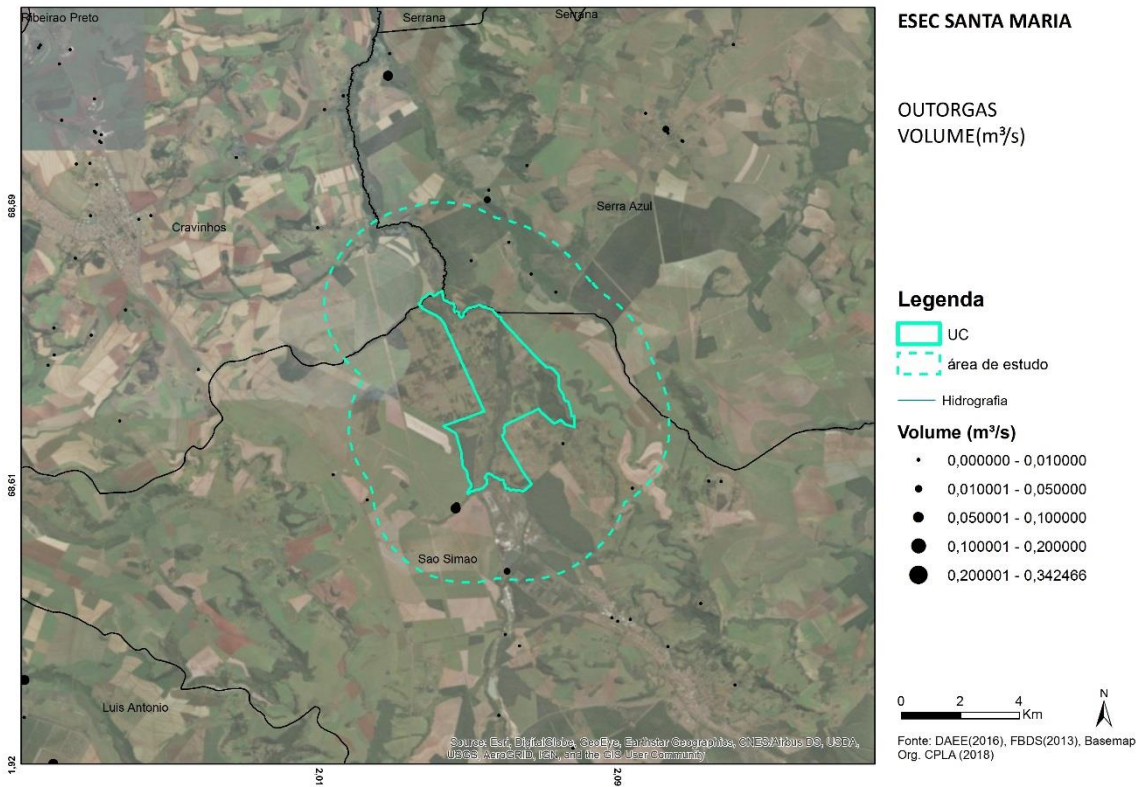 Ribeirao Preto
Serrana
Serrana
68,69
Cravinhos
Serra Azul
68,61
Sao Simao
Luis Antonio
1,02
2,01
2,09
Source: Esri, DigitalGlobe, GeoEye, Earthstar Geographics, CNES/Airbus DS, USDA,
USGS, AeroGRID, IGN, and the GIS User Community
ESEC SANTA MARIA
OUTORGAS
VOLUME(m³/s)
Legenda
UC
área de estudo
Hidrografia
Volume (m³/s)
0,000000 - 0,010000
0,010001 - 0,050000
0,050001 - 0,100000
0,100001 - 0,200000
0,200001 - 0,342466
0 2 4
Km
N
Fonte: DAEE(2016), FBDS(2013), Basemap
Org. CPLA (2018)